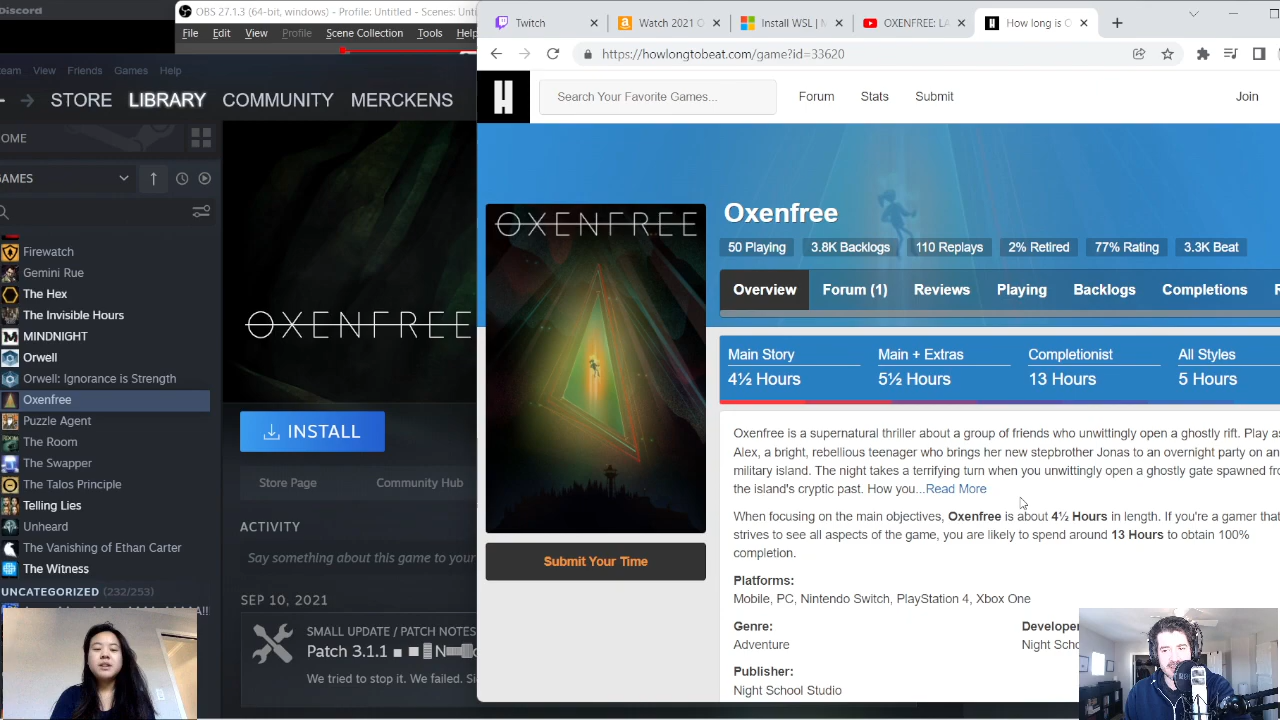 Discord
OBS 27.1.3 (64-bit, windows) - Profile: Untitled - Scenes: Unt
File Edit View Profile Scene Collection Tools Help
eam View Friends Games Help
STORE LIBRARY COMMUNITY MERCKENS
OME
GAMES
Firewatch
Gemini Rue
The Hex
The Invisible Hours
MINDNIGHT
Orwell
Orwell: Ignorance is Strength
Oxenfree
Puzzle Agent
The Room
The Swapper
The Talos Principle
Telling Lies
Unheard
The Vanishing of Ethan Carter
The Witness
UNCATEGORIZED (232/253)
OXENFREE
INSTALL
Store Page Community Hub
ACTIVITY
Say something about this game to your
SEP 10, 2021
SMALL UPDATE / PATCH NOTES
Patch 3.1.1
We tried to stop it. We failed. Si
Twitch
Watch 2021 O
Install WSL | M
OXENFREE: LA
How long is O
https://howlongtobeat.com/game?id=33620
Search Your Favorite Games...
Forum Stats Submit Join
OXENFREE
Submit Your Time
Oxenfree
50 Playing 3.8K Backlogs 110 Replays 2% Retired 77% Rating 3.3K Beat
Overview Forum (1) Reviews Playing Backlogs Completions R
Main Story Main + Extras Completionist All Styles
4½ Hours 5½ Hours 13 Hours 5 Hours
Oxenfree is a supernatural thriller about a group of friends who unwittingly open a ghostly rift. Play as
Alex, a bright, rebellious teenager who brings her new stepbrother Jonas to an overnight party on an
military island. The night takes a terrifying turn when you unwittingly open a ghostly gate spawned fro
the island's cryptic past. How you...Read More
When focusing on the main objectives, Oxenfree is about 4½ Hours in length. If you're a gamer that
strives to see all aspects of the game, you are likely to spend around 13 Hours to obtain 100%
completion.
Platforms:
Mobile, PC, Nintendo Switch, PlayStation 4, Xbox One
Genre: Developer
Adventure Night Scho
Publisher:
Night School Studio